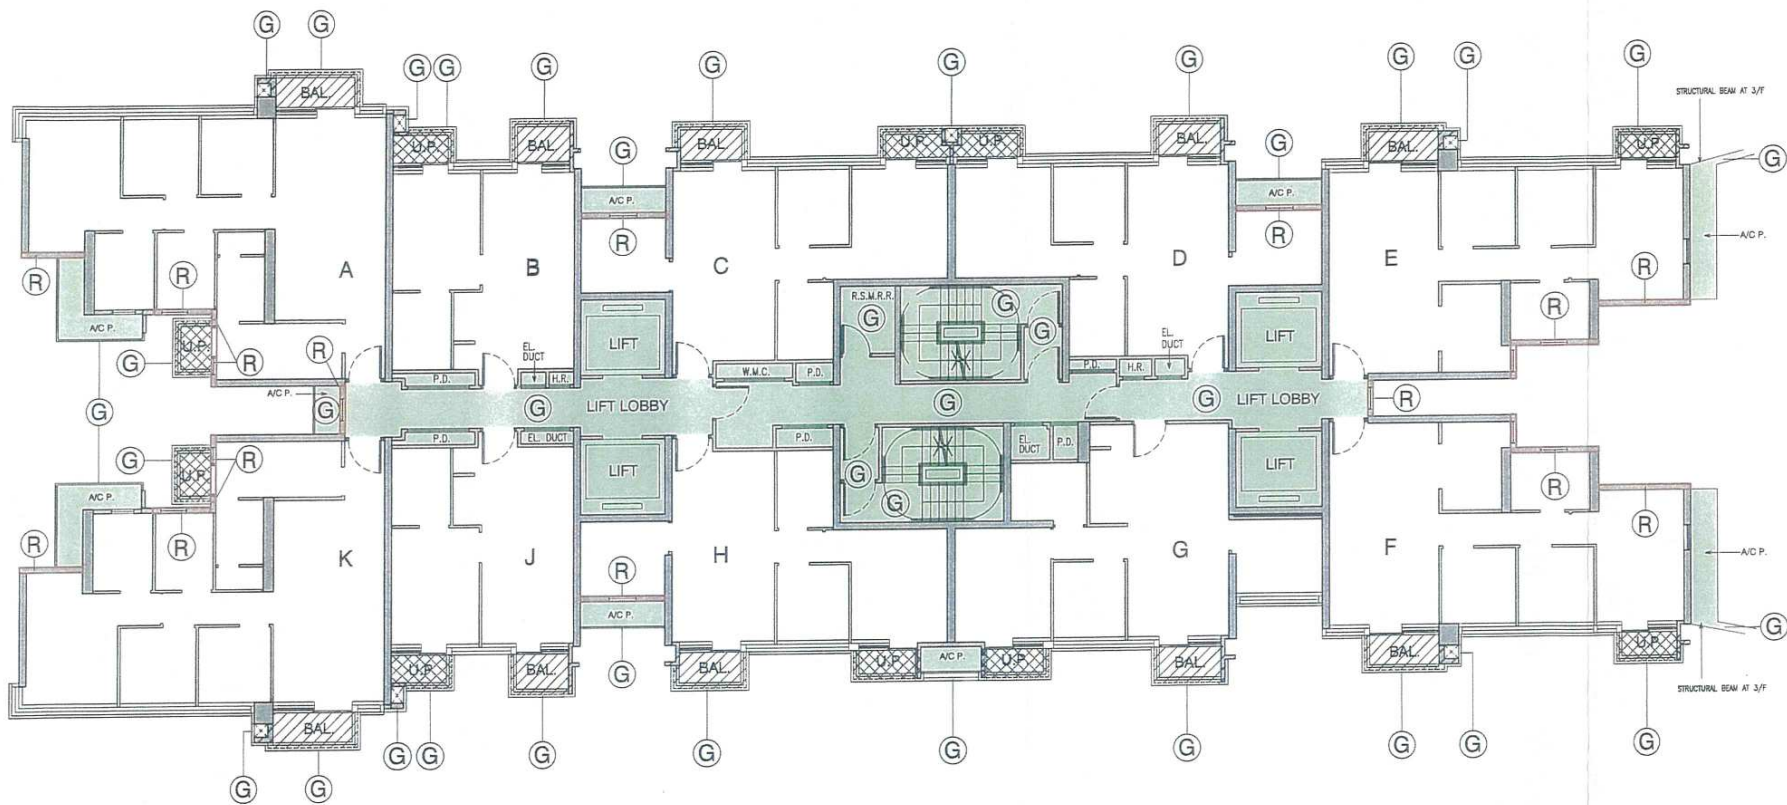 G G
G G G G G G G G G
STRUCTURAL BEAM AT 3/F
BAL.
U.P. BAL. BAL. U.P. U.P. BAL. BAL. U.P.
G G G
A/C P. A/C P.
R R
A/C P.
A B C D E
R R R R
R.S.M.R.R. G G G
A/C P. U.P. G R R
LIFT LIFT
EL. DUCT
EL. DUCT
P.D. H.R. W.M.C. P.D. P.D. H.R.
A/C P. G G LIFT LOBBY G G LIFT LOBBY R
G
P.D. EL. DUCT P.D. EL. DUCT P.D.
G U.P. R
LIFT G G LIFT
A/C P. R R R
R R
K J H G F
A/C P.
R
A/C P.
G G
U.P. BAL. BAL. U.P. A/C P. U.P. BAL. BAL. U.P.
STRUCTURAL BEAM AT 3/F
BAL.
G G G G G G G G G G
G G